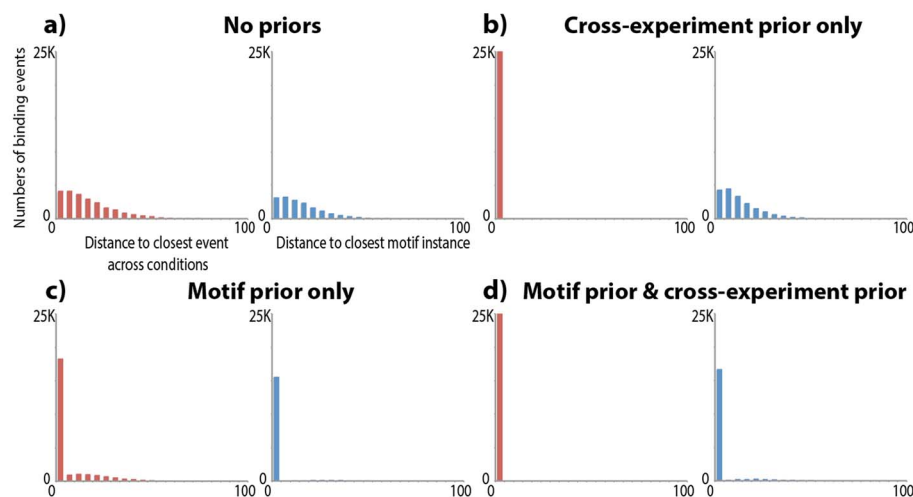 a) No priors
b) Cross-experiment prior only
Numbers of binding events
25K
0
0
100
Distance to closest event
across conditions
25K
0
0
100
Distance to closest motif instance
25K
0
0
100
25K
0
0
100
c) Motif prior only
d) Motif prior & cross-experiment prior
25K
0
0
100
25K
0
0
100
25K
0
0
100
25K
0
0
100